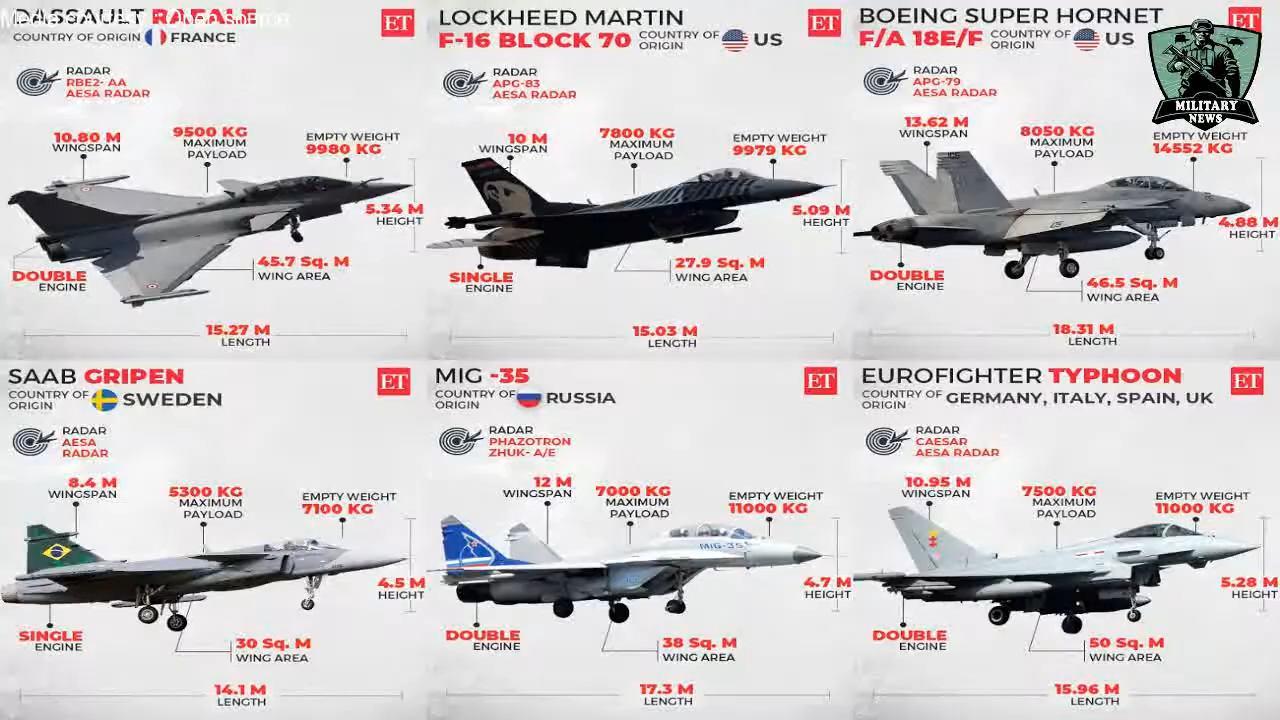 Media Courtesy : Open Source
DASSAULT RAFALE
COUNTRY OF ORIGIN FRANCE
ET
RADAR
RBE2- AA
AESA RADAR
10.80 M
WINGSPAN
9500 KG
MAXIMUM
PAYLOAD
EMPTY WEIGHT
9980 KG
5.34 M
HEIGHT
DOUBLE
ENGINE
45.7 Sq. M
WING AREA
15.27 M
LENGTH
LOCKHEED MARTIN
F-16 BLOCK 70
COUNTRY OF
ORIGIN
US
ET
RADAR
APG-83
AESA RADAR
10 M
WINGSPAN
7800 KG
MAXIMUM
PAYLOAD
EMPTY WEIGHT
9979 KG
5.09 M
HEIGHT
SINGLE
ENGINE
27.9 Sq. M
WING AREA
15.03 M
LENGTH
BOEING SUPER HORNET
F/A 18E/F
COUNTRY OF
ORIGIN
US
ET
MILITARY
NEWS
RADAR
APG-79
AESA RADAR
13.62 M
WINGSPAN
8050 KG
MAXIMUM
PAYLOAD
EMPTY WEIGHT
14552 KG
4.88 M
HEIGHT
DOUBLE
ENGINE
46.5 Sq. M
WING AREA
18.31 M
LENGTH
SAAB GRIPEN
COUNTRY OF
ORIGIN
SWEDEN
ET
RADAR
AESA
RADAR
8.4 M
WINGSPAN
5300 KG
MAXIMUM
PAYLOAD
EMPTY WEIGHT
7100 KG
4.5 M
HEIGHT
SINGLE
ENGINE
30 Sq. M
WING AREA
14.1 M
LENGTH
MIG -35
COUNTRY OF
ORIGIN
RUSSIA
ET
RADAR
PHAZOTRON
ZHUK- A/E
12 M
WINGSPAN
7000 KG
MAXIMUM
PAYLOAD
EMPTY WEIGHT
11000 KG
MIG-35
4.7 M
HEIGHT
DOUBLE
ENGINE
38 Sq. M
WING AREA
17.3 M
LENGTH
EUROFIGHTER TYPHOON
COUNTRY OF
ORIGIN
GERMANY, ITALY, SPAIN, UK
ET
RADAR
CAESAR
AESA RADAR
10.95 M
WINGSPAN
7500 KG
MAXIMUM
PAYLOAD
EMPTY WEIGHT
11000 KG
5.28 M
HEIGHT
DOUBLE
ENGINE
50 Sq. M
WING AREA
15.96 M
LENGTH